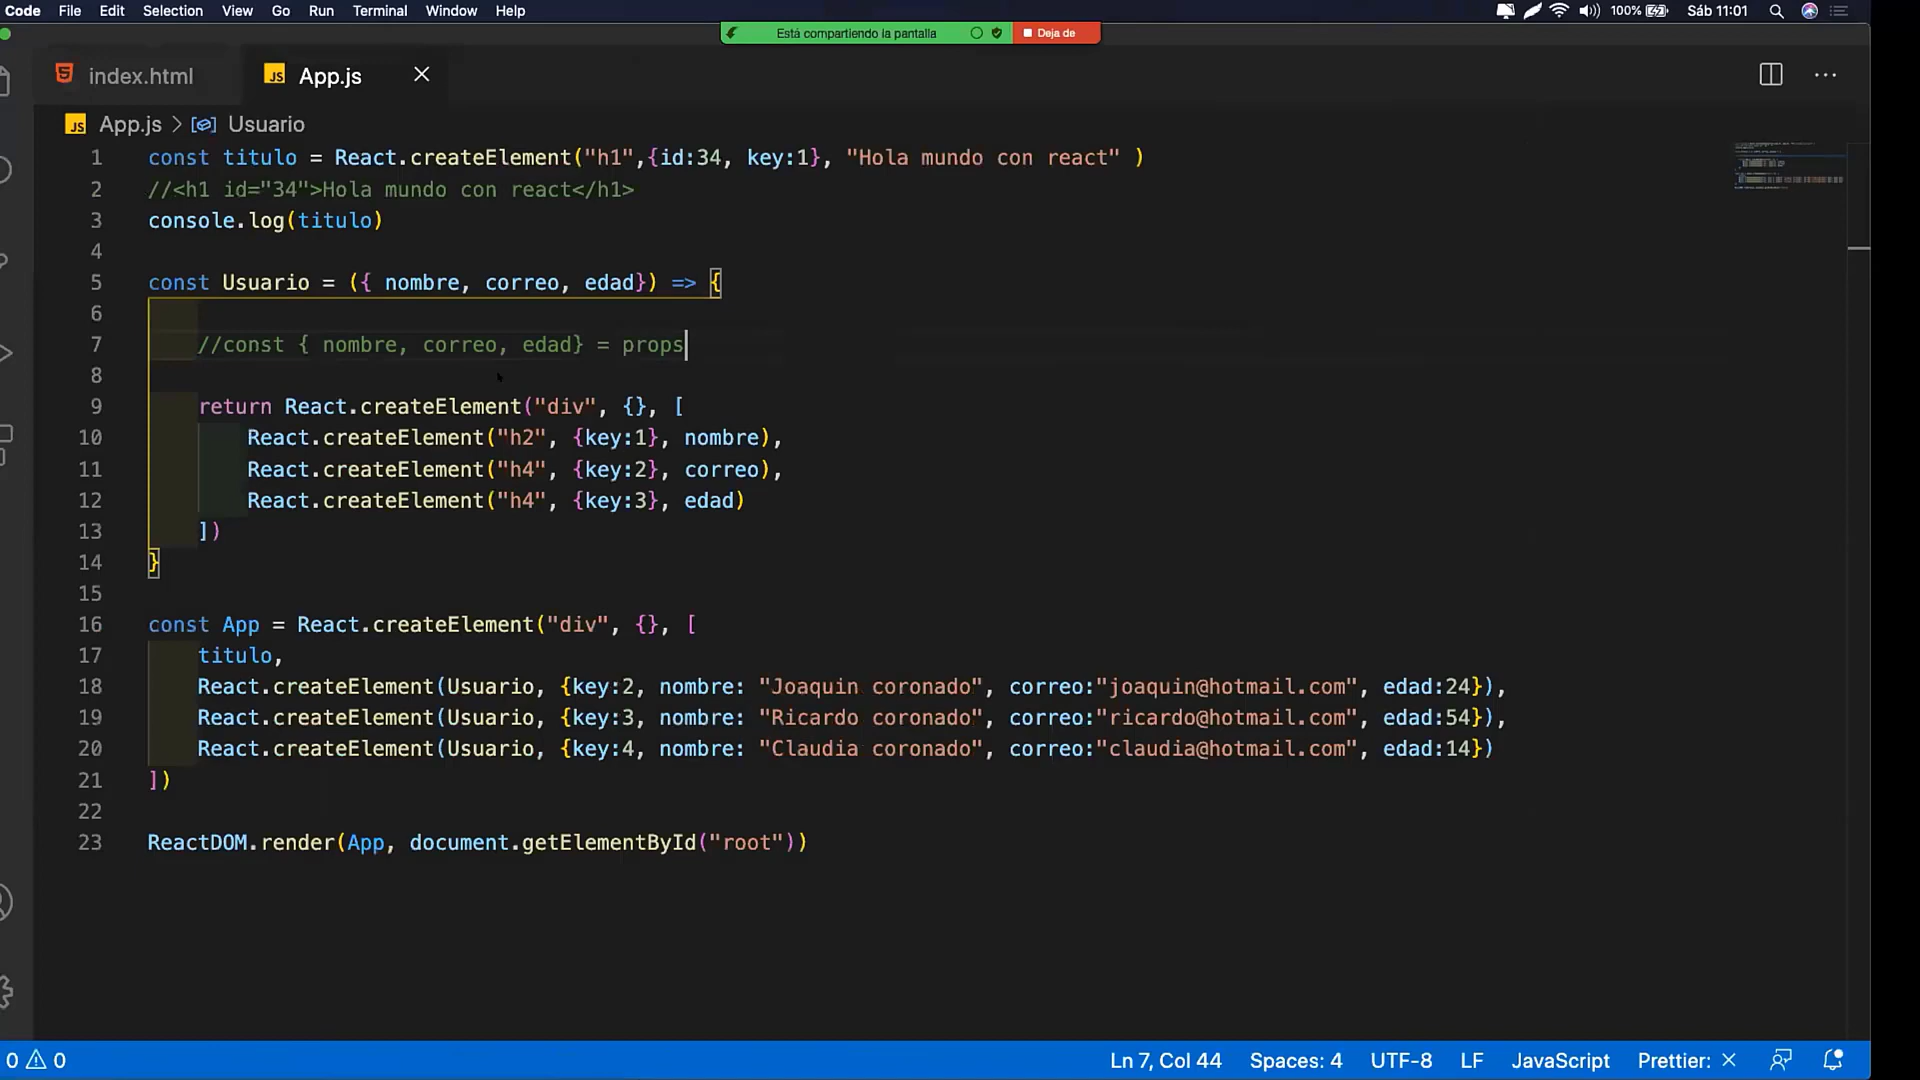 Code File Edit Selection View Go Run Terminal Window Help 100% Sáb 11:01
Está compartiendo la pantalla Deja de
index.html JS App.js
JS App.js > Usuario
1 const titulo = React.createElement("h1",{id:34, key:1}, "Hola mundo con react" )
2 //<h1 id="34">Hola mundo con react</h1>
3 console.log(titulo)
4
5 const Usuario = ({ nombre, correo, edad}) => {
6
7 //const { nombre, correo, edad} = props
8
9 return React.createElement("div", {}, [
10 React.createElement("h2", {key:1}, nombre),
11 React.createElement("h4", {key:2}, correo),
12 React.createElement("h4", {key:3}, edad)
13 ])
14 }
15
16 const App = React.createElement("div", {}, [
17 titulo,
18 React.createElement(Usuario, {key:2, nombre: "Joaquin coronado", correo:"joaquin@hotmail.com", edad:24}),
19 React.createElement(Usuario, {key:3, nombre: "Ricardo coronado", correo:"ricardo@hotmail.com", edad:54}),
20 React.createElement(Usuario, {key:4, nombre: "Claudia coronado", correo:"claudia@hotmail.com", edad:14})
21 ])
22
23 ReactDOM.render(App, document.getElementById("root"))
0 0 Ln 7, Col 44 Spaces: 4 UTF-8 LF JavaScript Prettier: ×